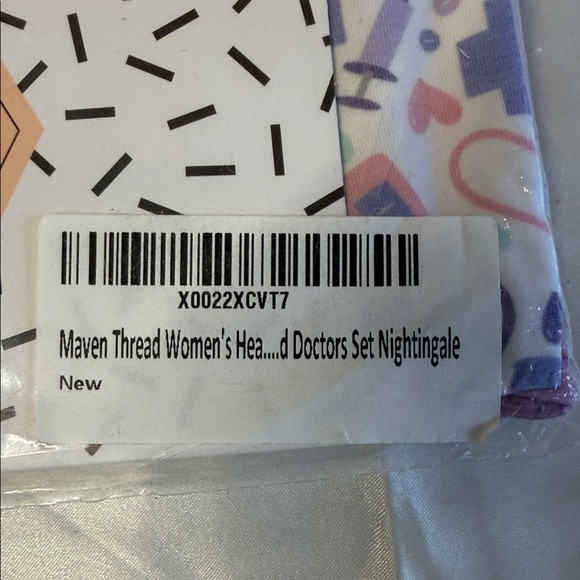 X0022XCVT7
Maven Thread Women's Hea....d Doctors Set Nightingale
New